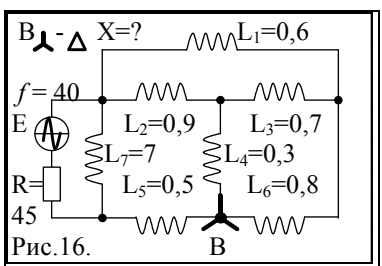 B - Δ X=?
L₁=0,6
f = 40
E
L₂=0,9
L₃=0,7
L₇=7
L₄=0,3
R=
45
L₅=0,5
L₆=0,8
Рис.16.
В